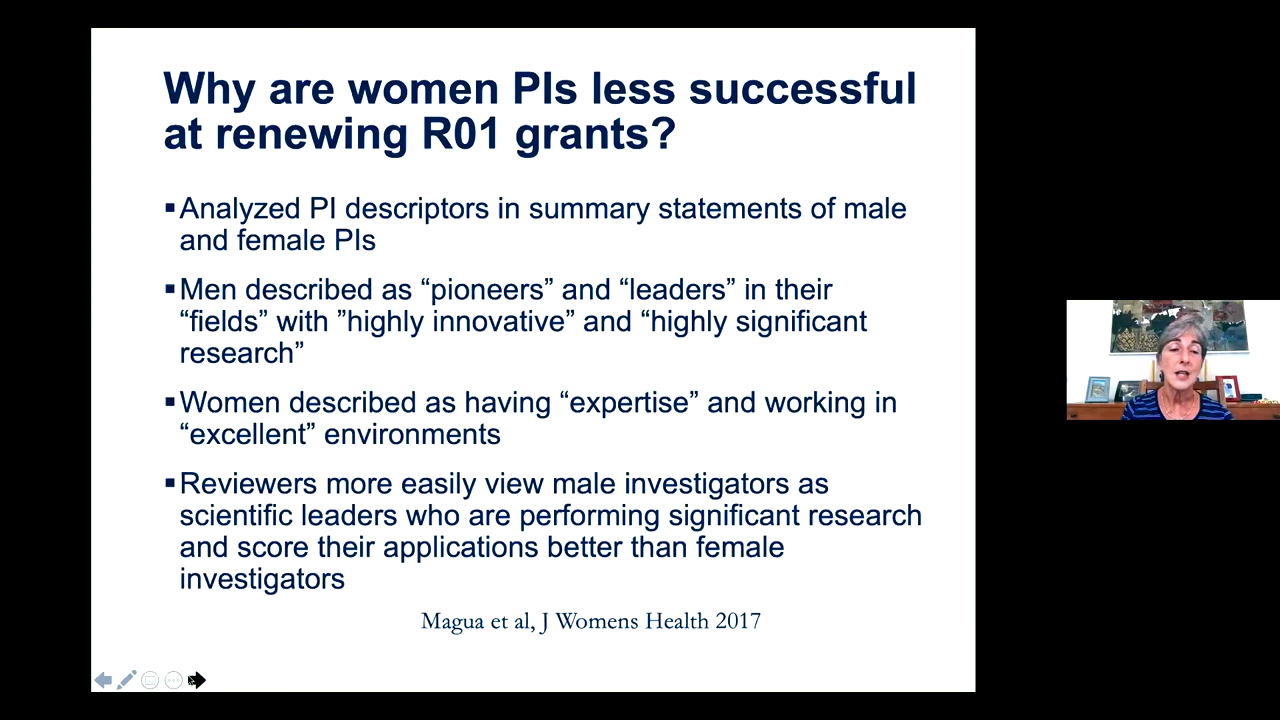 Why are women PIs less successful
at renewing R01 grants?
▪Analyzed PI descriptors in summary statements of male
and female PIs
▪Men described as “pioneers” and “leaders” in their
“fields” with ”highly innovative” and “highly significant
research”
▪Women described as having “expertise” and working in
“excellent” environments
▪Reviewers more easily view male investigators as
scientific leaders who are performing significant research
and score their applications better than female
investigators
Magua et al, J Womens Health 2017